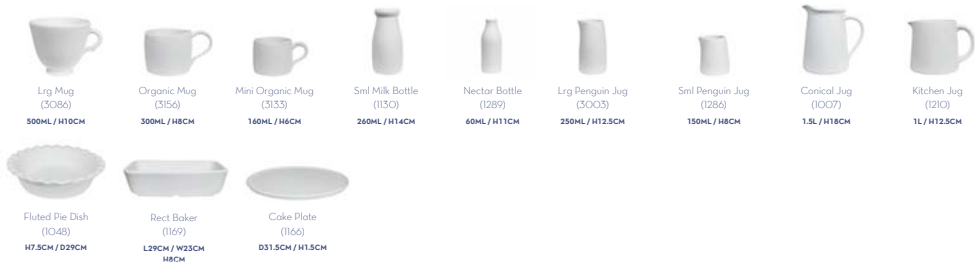 Lrg Mug
(3086)
500ML / H10CM
Organic Mug
(3156)
300ML / H8CM
Mini Organic Mug
(3133)
160ML / H6CM
Sml Milk Bottle
(1130)
260ML / H14CM
Nectar Bottle
(1289)
60ML / H11CM
Lrg Penguin Jug
(3003)
250ML / H12.5CM
Sml Penguin Jug
(1286)
150ML / H8CM
Conical Jug
(1007)
1.5L / H18CM
Kitchen Jug
(1210)
1L / H12.5CM
Fluted Pie Dish
(1048)
H7.5CM / D29CM
Rect Baker
(1169)
L29CM / W23CM
H8CM
Cake Plate
(1166)
D31.5CM / H1.5CM